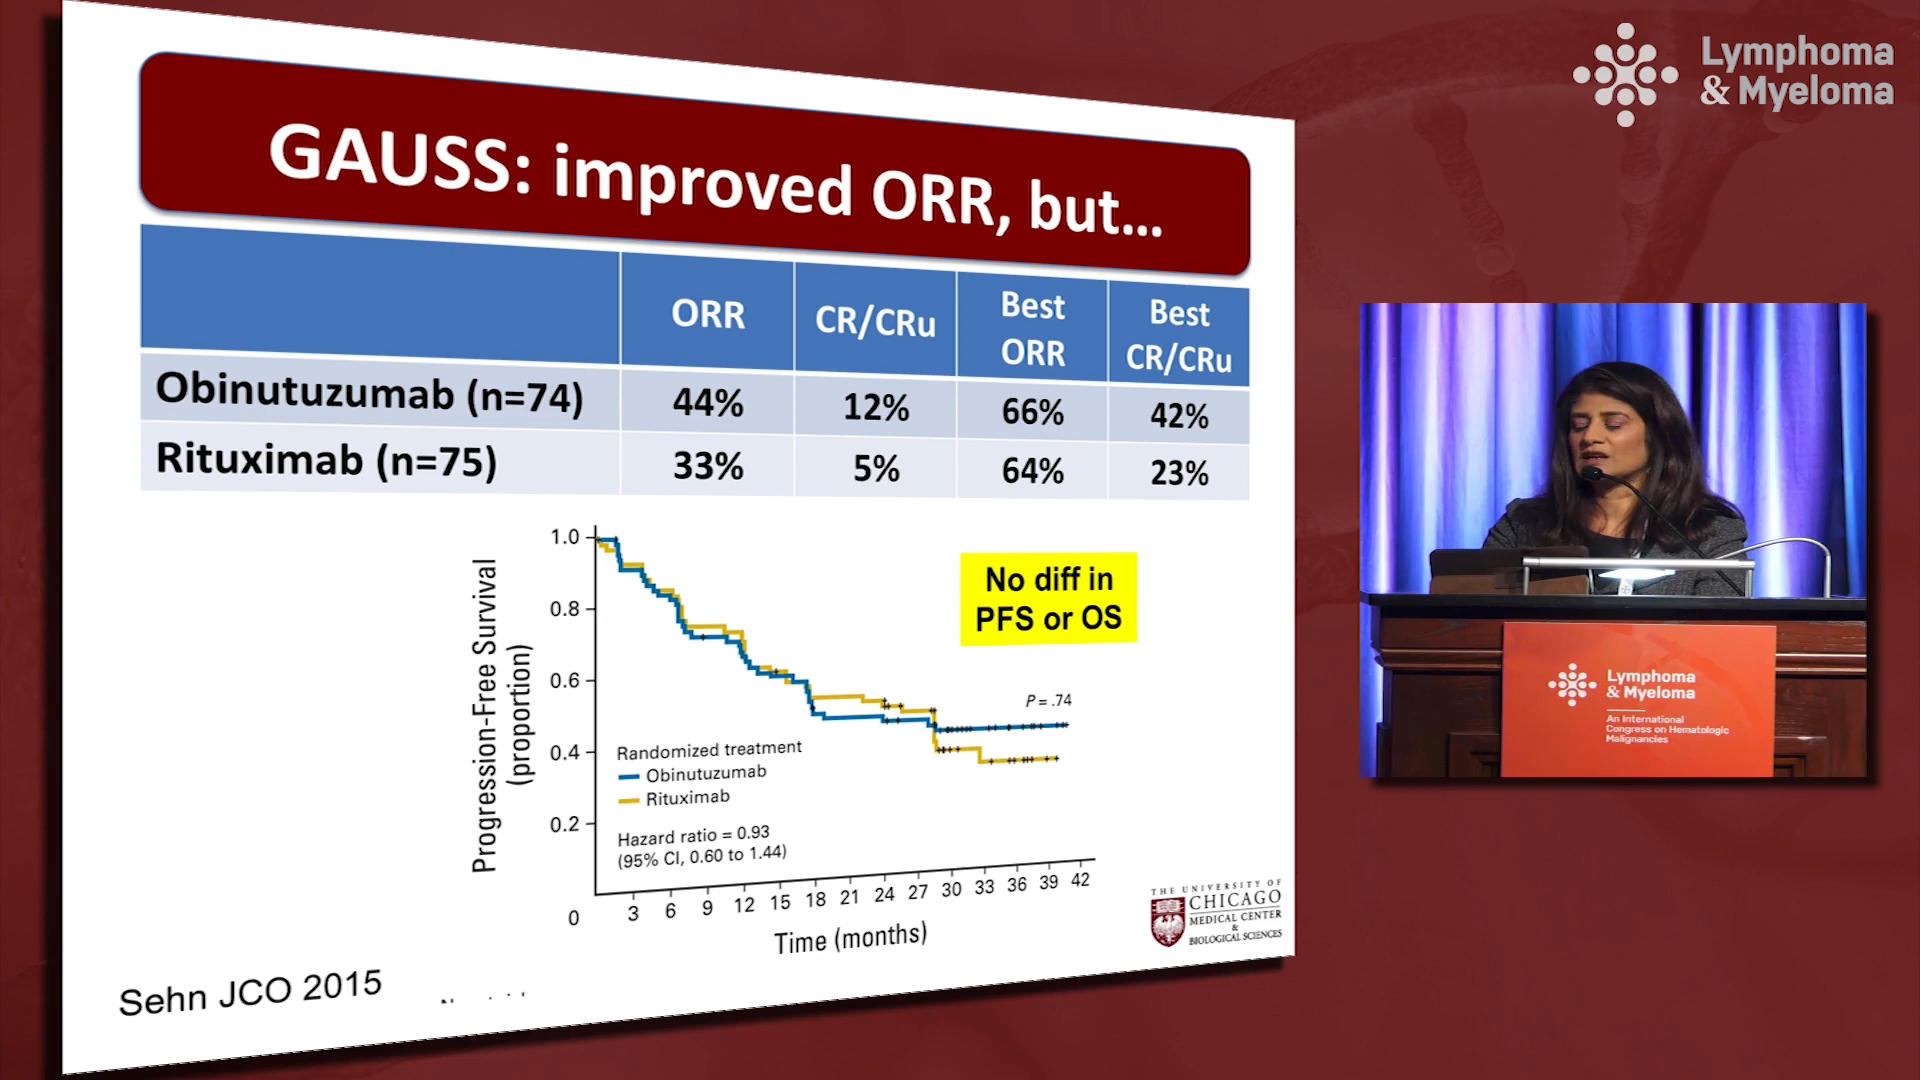 Lymphoma
& Myeloma
GAUSS: improved ORR, but...
ORR CR/CRu Best ORR Best CR/CRu
Obinutuzumab (n=74) 44% 12% 66% 42%
Rituximab (n=75) 33% 5% 64% 23%
1.0
0.8
0.6
0.4
0.2
0
Progression-Free Survival
(proportion)
No diff in
PFS or OS
P = .74
Randomized treatment
Obinutuzumab
Rituximab
Hazard ratio = 0.93
(95% CI, 0.60 to 1.44)
3 6 9 12 15 18 21 24 27 30 33 36 39 42
Time (months)
THE UNIVERSITY OF
CHICAGO
MEDICAL CENTER
&
BIOLOGICAL SCIENCES
Sehn JCO 2015
Lymphoma
& Myeloma
An International
Congress on Hematologic
Malignancies